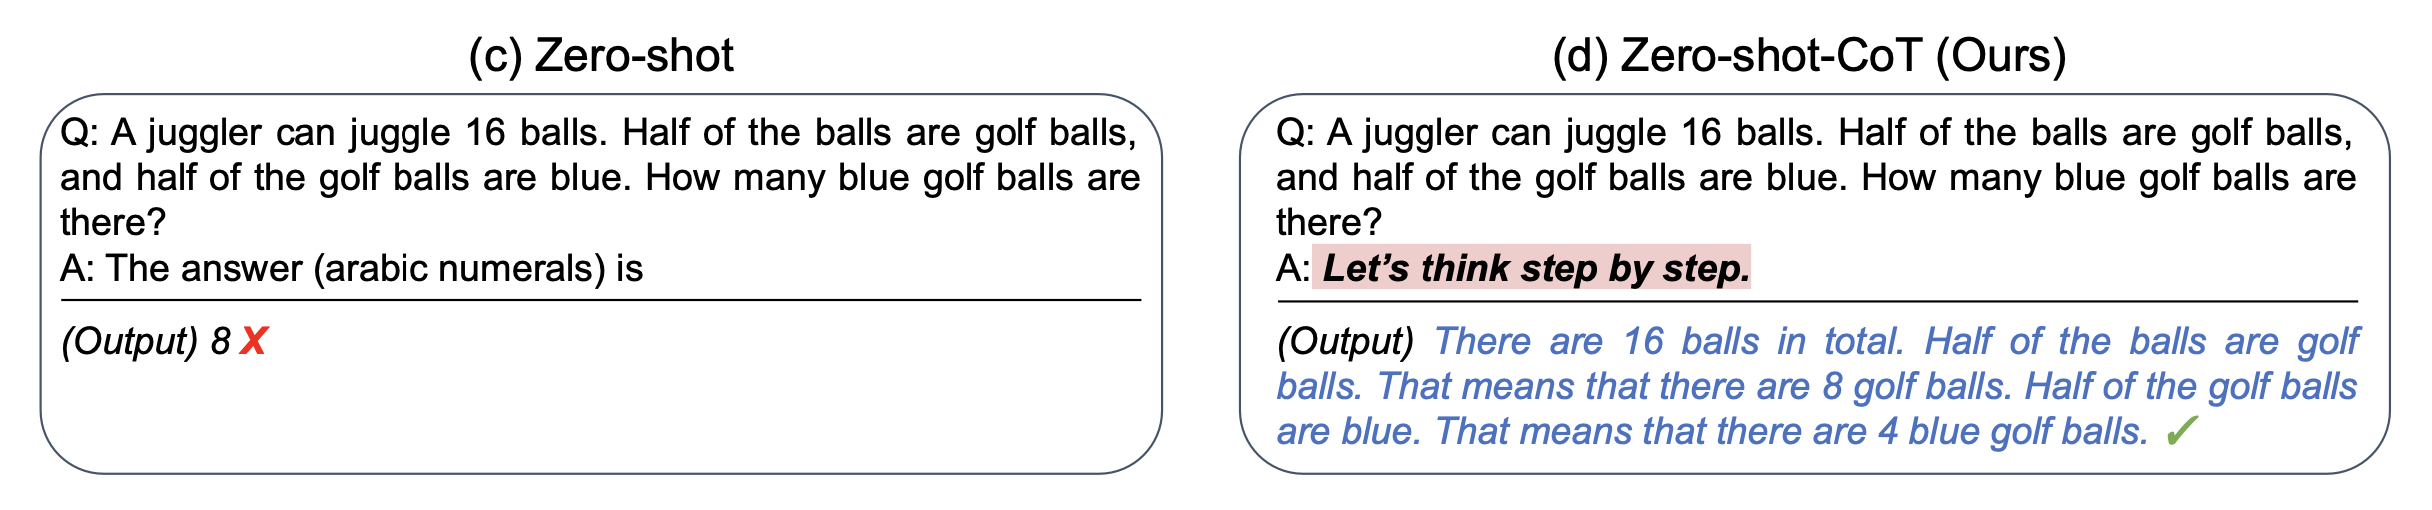 (c) Zero-shot
Q: A juggler can juggle 16 balls. Half of the balls are golf balls,
and half of the golf balls are blue. How many blue golf balls are
there?
A: The answer (arabic numerals) is
(Output) 8 X
(d) Zero-shot-CoT (Ours)
Q: A juggler can juggle 16 balls. Half of the balls are golf balls,
and half of the golf balls are blue. How many blue golf balls are
there?
A: Let’s think step by step.
(Output) There are 16 balls in total. Half of the balls are golf
balls. That means that there are 8 golf balls. Half of the golf balls
are blue. That means that there are 4 blue golf balls. ✓